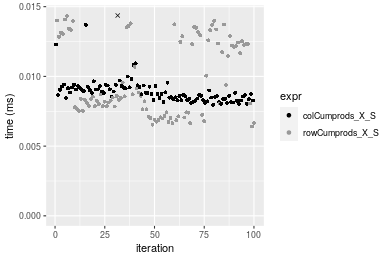 0.015
0.010
0.005
0.000
time (ms)
0
25
50
75
100
iteration
expr
colCumprods_X_S
rowCumprods_X_S